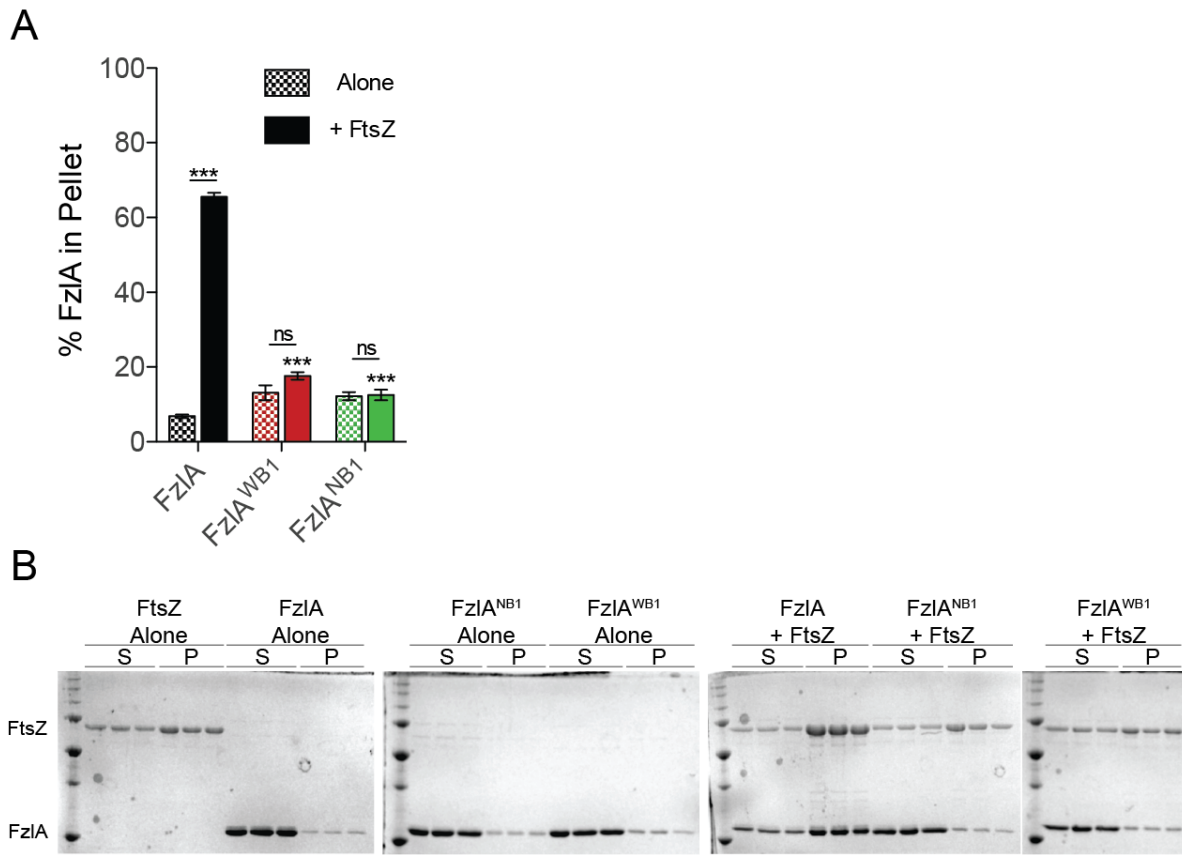 A
100
80
60
40
20
0
% FzlA in Pellet
Alone
+ FtsZ
***
ns
***
ns
***
FzlA
FzlA^WB1
FzlA^NB1
B
FtsZ Alone
FzlA Alone
FzlA^NB1 Alone
FzlA^WB1 Alone
FzlA + FtsZ
FzlA^NB1 + FtsZ
FzlA^WB1 + FtsZ
S P S P S P S P S P S P S P
FtsZ
FzlA